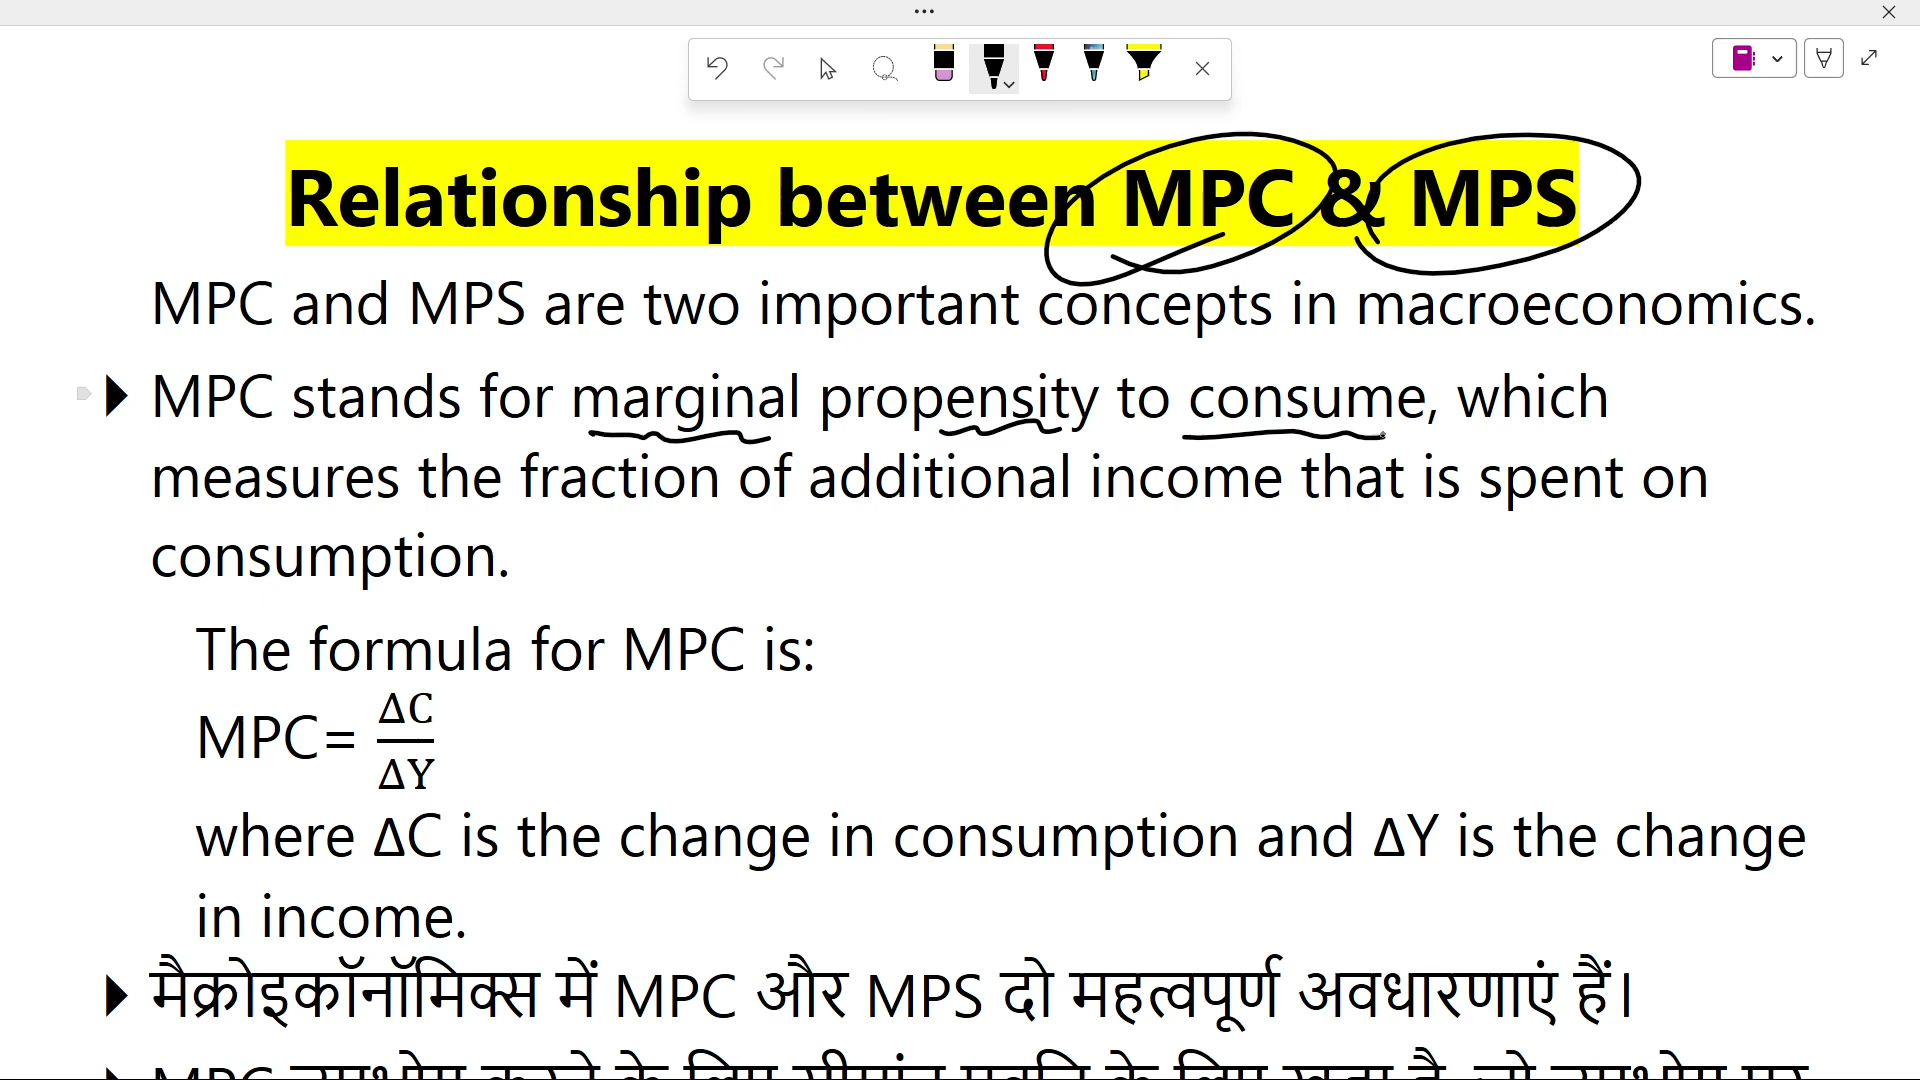 Relationship between MPC & MPS
MPC and MPS are two important concepts in macroeconomics.
MPC stands for marginal propensity to consume, which
measures the fraction of additional income that is spent on
consumption.
The formula for MPC is:
MPC= ΔC/ΔY
where ΔC is the change in consumption and ΔY is the change
in income.
मैक्रोइकॉनॉमिक्स में MPC और MPS दो महत्वपूर्ण अवधारणाएं हैं।
MPC